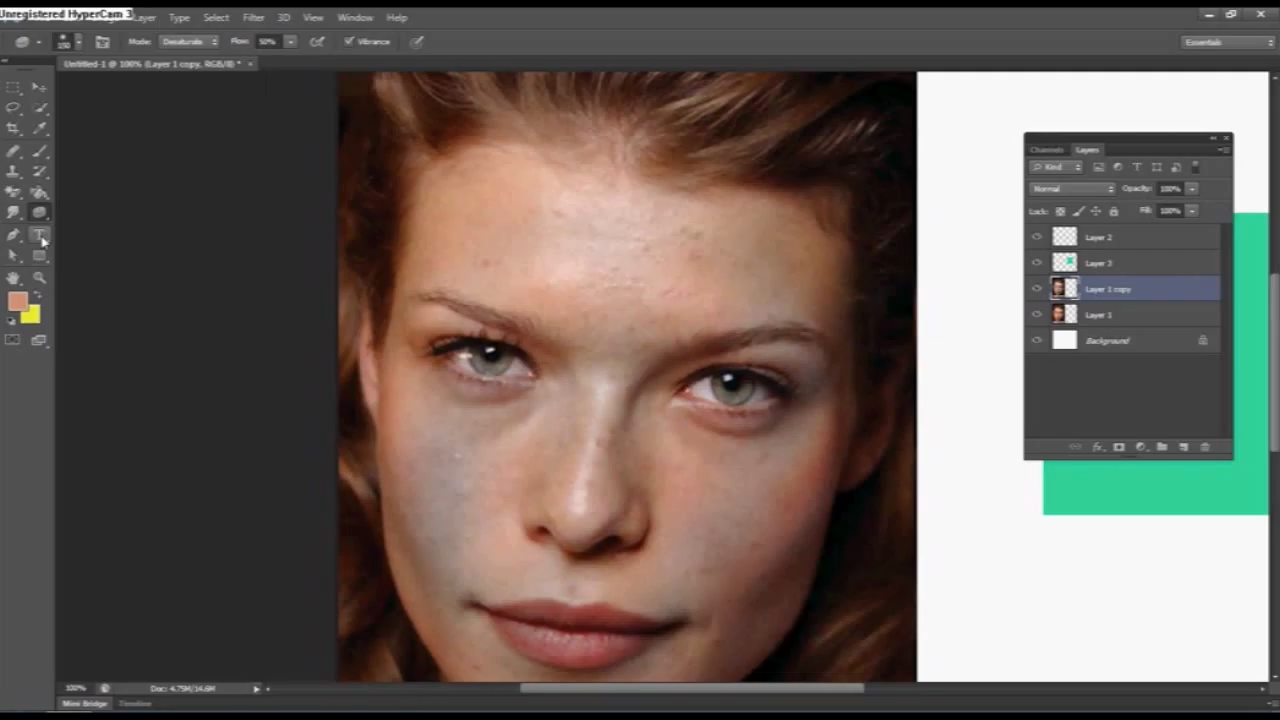 Unregistered HyperCam 3
Layer Type Select Filter 3D View Window Help
150 Mode: Desaturate Flow: 50% Vibrance Essentials
Untitled-1 @ 100% (Layer 1 copy, RGB/8) * ×
Channels Layers
Kind
Normal Opacity: 100%
Lock: Fill: 100%
Layer 2
Layer 3
Layer 1 copy
Layer 1
Background
100% Doc: 4.75M/14.6M
Mini Bridge Timeline